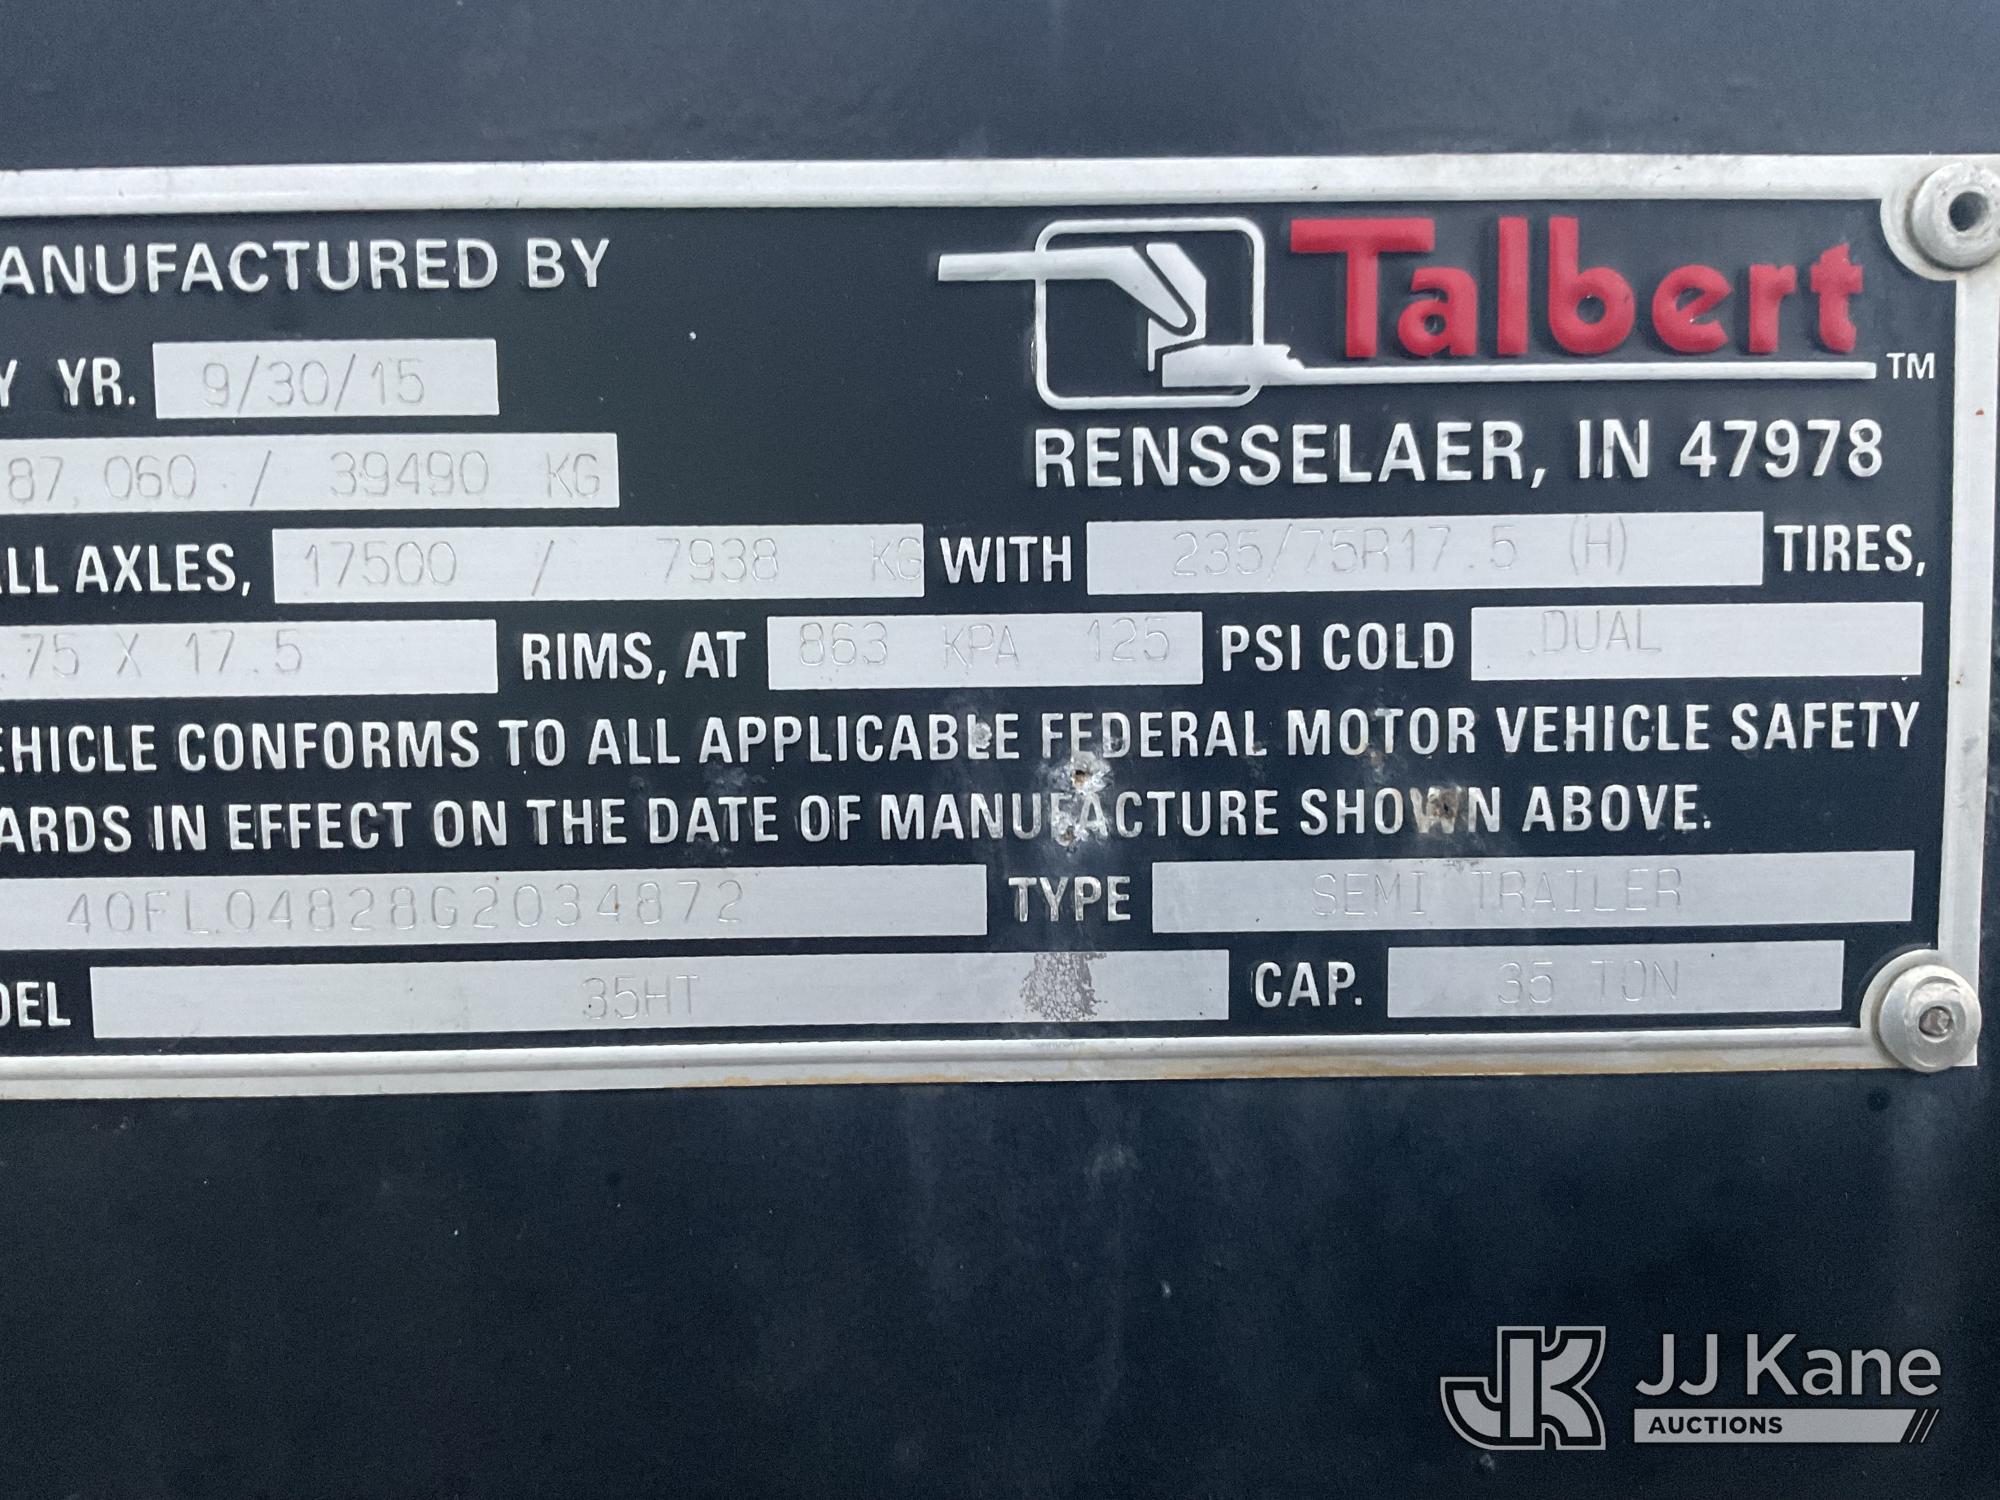 ANUFACTURED BY
Talbert TM
Y YR. 9/30/15
RENSSELAER, IN 47978
87,060 / 39490 KG
LL AXLES, 17500 / 7938 KG WITH 235/75R17.5 (H) TIRES,
.75 X 17.5 RIMS, AT 863 KPA 125 PSI COLD DUAL
EHICLE CONFORMS TO ALL APPLICABLE FEDERAL MOTOR VEHICLE SAFETY
ARDS IN EFFECT ON THE DATE OF MANUFACTURE SHOWN ABOVE.
40FL04828G2034872 TYPE SEMI TRAILER
DEL 35HT CAP. 35 TON
JK JJ Kane
AUCTIONS